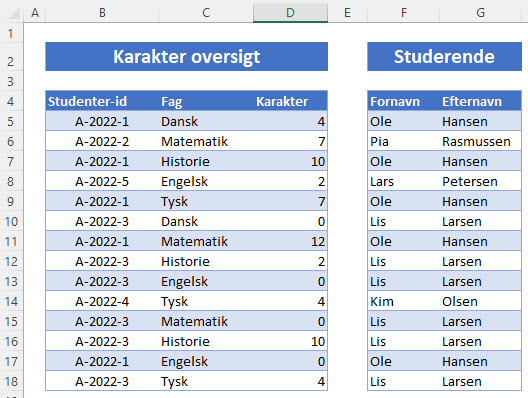 A B C D E F G
1
2 Karakter oversigt Studerende
3
4 Studenter-id Fag Karakter Fornavn Efternavn
5 A-2022-1 Dansk 4 Ole Hansen
6 A-2022-2 Matematik 7 Pia Rasmussen
7 A-2022-1 Historie 10 Ole Hansen
8 A-2022-5 Engelsk 2 Lars Petersen
9 A-2022-1 Tysk 7 Ole Hansen
10 A-2022-3 Dansk 0 Lis Larsen
11 A-2022-1 Matematik 12 Ole Hansen
12 A-2022-3 Historie 2 Lis Larsen
13 A-2022-3 Engelsk 0 Lis Larsen
14 A-2022-4 Tysk 4 Kim Olsen
15 A-2022-3 Matematik 0 Lis Larsen
16 A-2022-3 Historie 10 Lis Larsen
17 A-2022-1 Engelsk 0 Ole Hansen
18 A-2022-3 Tysk 4 Lis Larsen